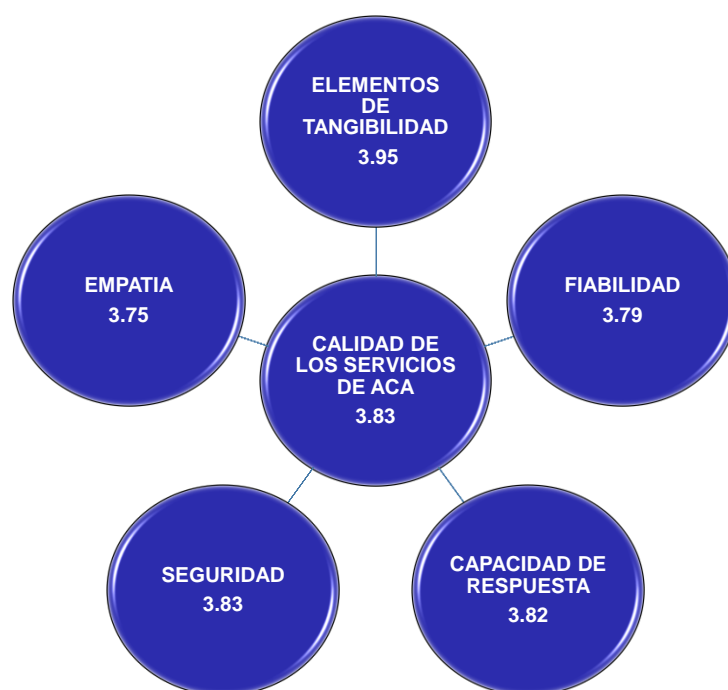 ELEMENTOS
DE
TANGIBILIDAD
3.95
EMPATIA
3.75
FIABILIDAD
3.79
CALIDAD DE
LOS SERVICIOS
DE ACA
3.83
SEGURIDAD
3.83
CAPACIDAD DE
RESPUESTA
3.82